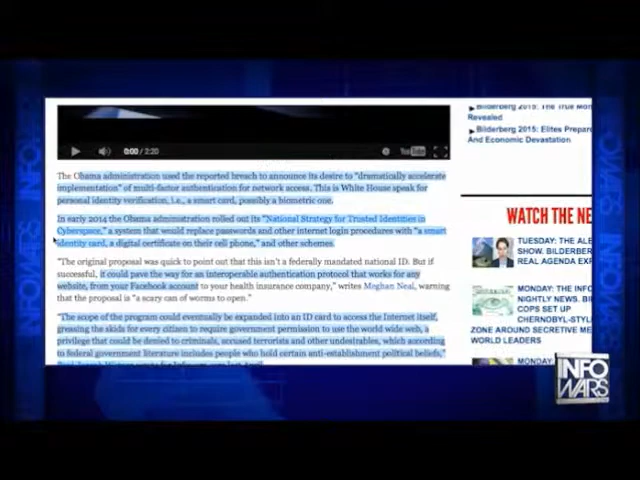 0:00 / 2:20
YouTube
The Obama administration used the reported breach to announce its desire to "dramatically accelerate
implementation" of multi-factor authentication for network access. This is White House speak for
personal identity verification, i.e., a smart card, possibly a biometric one.
In early 2014 the Obama administration rolled out its "National Strategy for Trusted Identities in
Cyberspace," a system that would replace passwords and other internet login procedures with "a smart
identity card, a digital certificate on their cell phone," and other schemes.
"The original proposal was quick to point out that this isn't a federally mandated national ID. But if
successful, it could pave the way for an interoperable authentication protocol that works for any
website, from your Facebook account to your health insurance company," writes Meghan Neal, warning
that the proposal is "a scary can of worms to open."
"The scope of the program could eventually be expanded into an ID card to access the Internet itself,
greasing the skids for every citizen to require government permission to use the world wide web, a
privilege that could be denied to criminals, accused terrorists and other undesirables, which according
to federal government literature includes people who hold certain anti-establishment political beliefs,"
Bilderberg 2015: The True
Revealed
Bilderberg 2015: Elites
And Economic Devastation
WATCH THE NE
TUESDAY: THE ALE
SHOW. BILDERBER
REAL AGENDA EXP
MONDAY: THE INF
NIGHTLY NEWS. BI
COPS SET UP
CHERNOBYL-STYL
ZONE AROUND SECRETIVE ME
WORLD LEADERS
MONDAY:
INFO
WARS
INFO